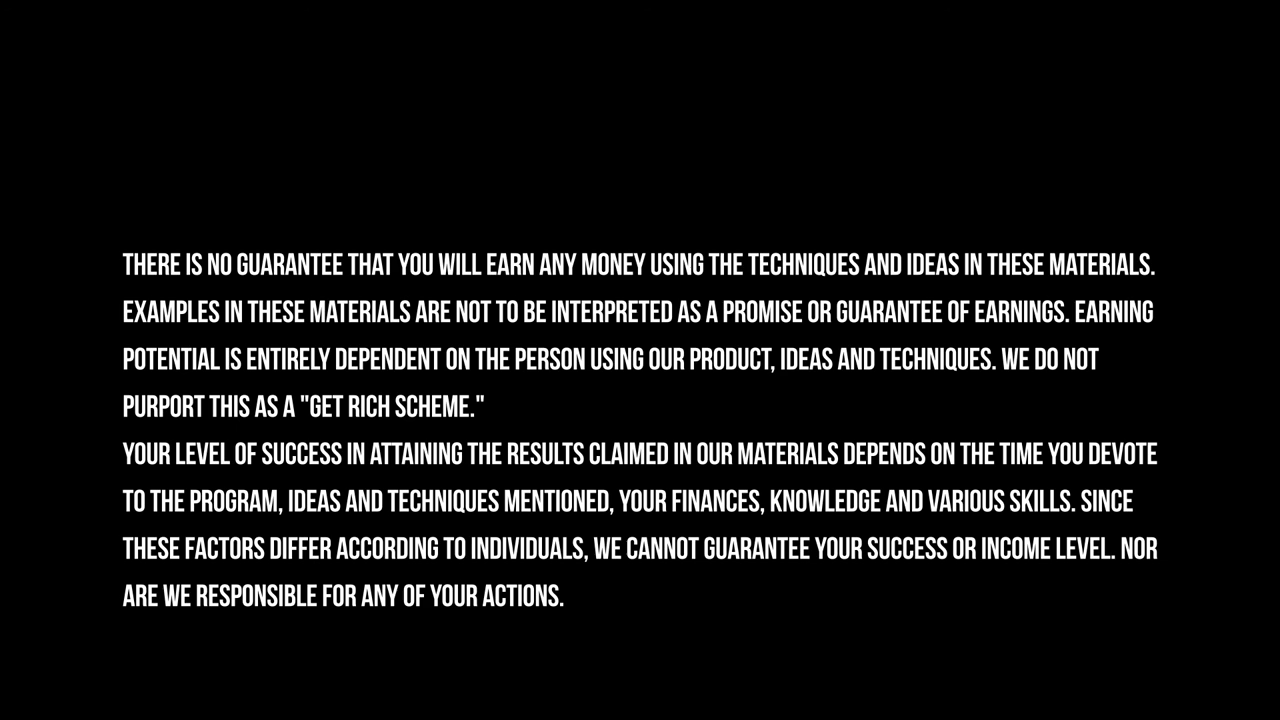 THERE IS NO GUARANTEE THAT YOU WILL EARN ANY MONEY USING THE TECHNIQUES AND IDEAS IN THESE MATERIALS.
EXAMPLES IN THESE MATERIALS ARE NOT TO BE INTERPRETED AS A PROMISE OR GUARANTEE OF EARNINGS. EARNING
POTENTIAL IS ENTIRELY DEPENDENT ON THE PERSON USING OUR PRODUCT, IDEAS AND TECHNIQUES. WE DO NOT
PURPORT THIS AS A "GET RICH SCHEME."
YOUR LEVEL OF SUCCESS IN ATTAINING THE RESULTS CLAIMED IN OUR MATERIALS DEPENDS ON THE TIME YOU DEVOTE
TO THE PROGRAM, IDEAS AND TECHNIQUES MENTIONED, YOUR FINANCES, KNOWLEDGE AND VARIOUS SKILLS. SINCE
THESE FACTORS DIFFER ACCORDING TO INDIVIDUALS, WE CANNOT GUARANTEE YOUR SUCCESS OR INCOME LEVEL. NOR
ARE WE RESPONSIBLE FOR ANY OF YOUR ACTIONS.